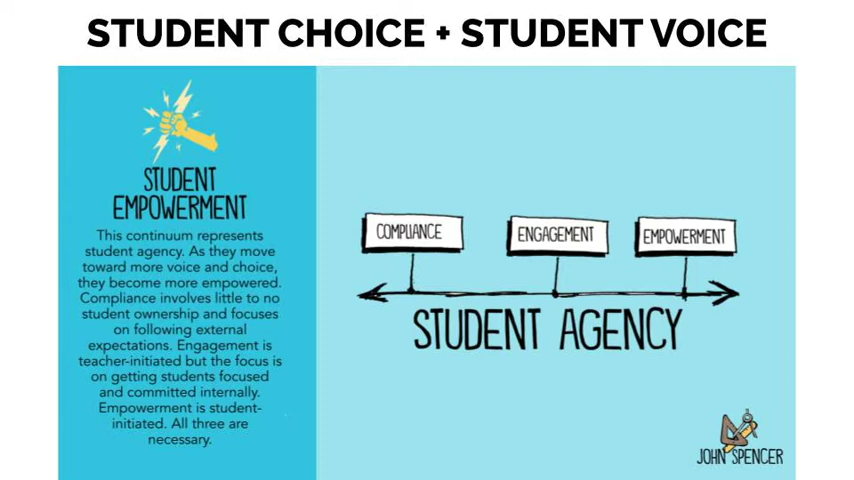 STUDENT CHOICE + STUDENT VOICE
STUDENT
EMPOWERMENT
This continuum represents
student agency. As they move
toward more voice and choice,
they become more empowered.
Compliance involves little to no
student ownership and focuses
on following external
expectations. Engagement is
teacher-initiated but the focus is
on getting students focused
and committed internally.
Empowerment is student-
initiated. All three are
necessary.
COMPLIANCE
ENGAGEMENT
EMPOWERMENT
STUDENT AGENCY
JOHN SPENCER